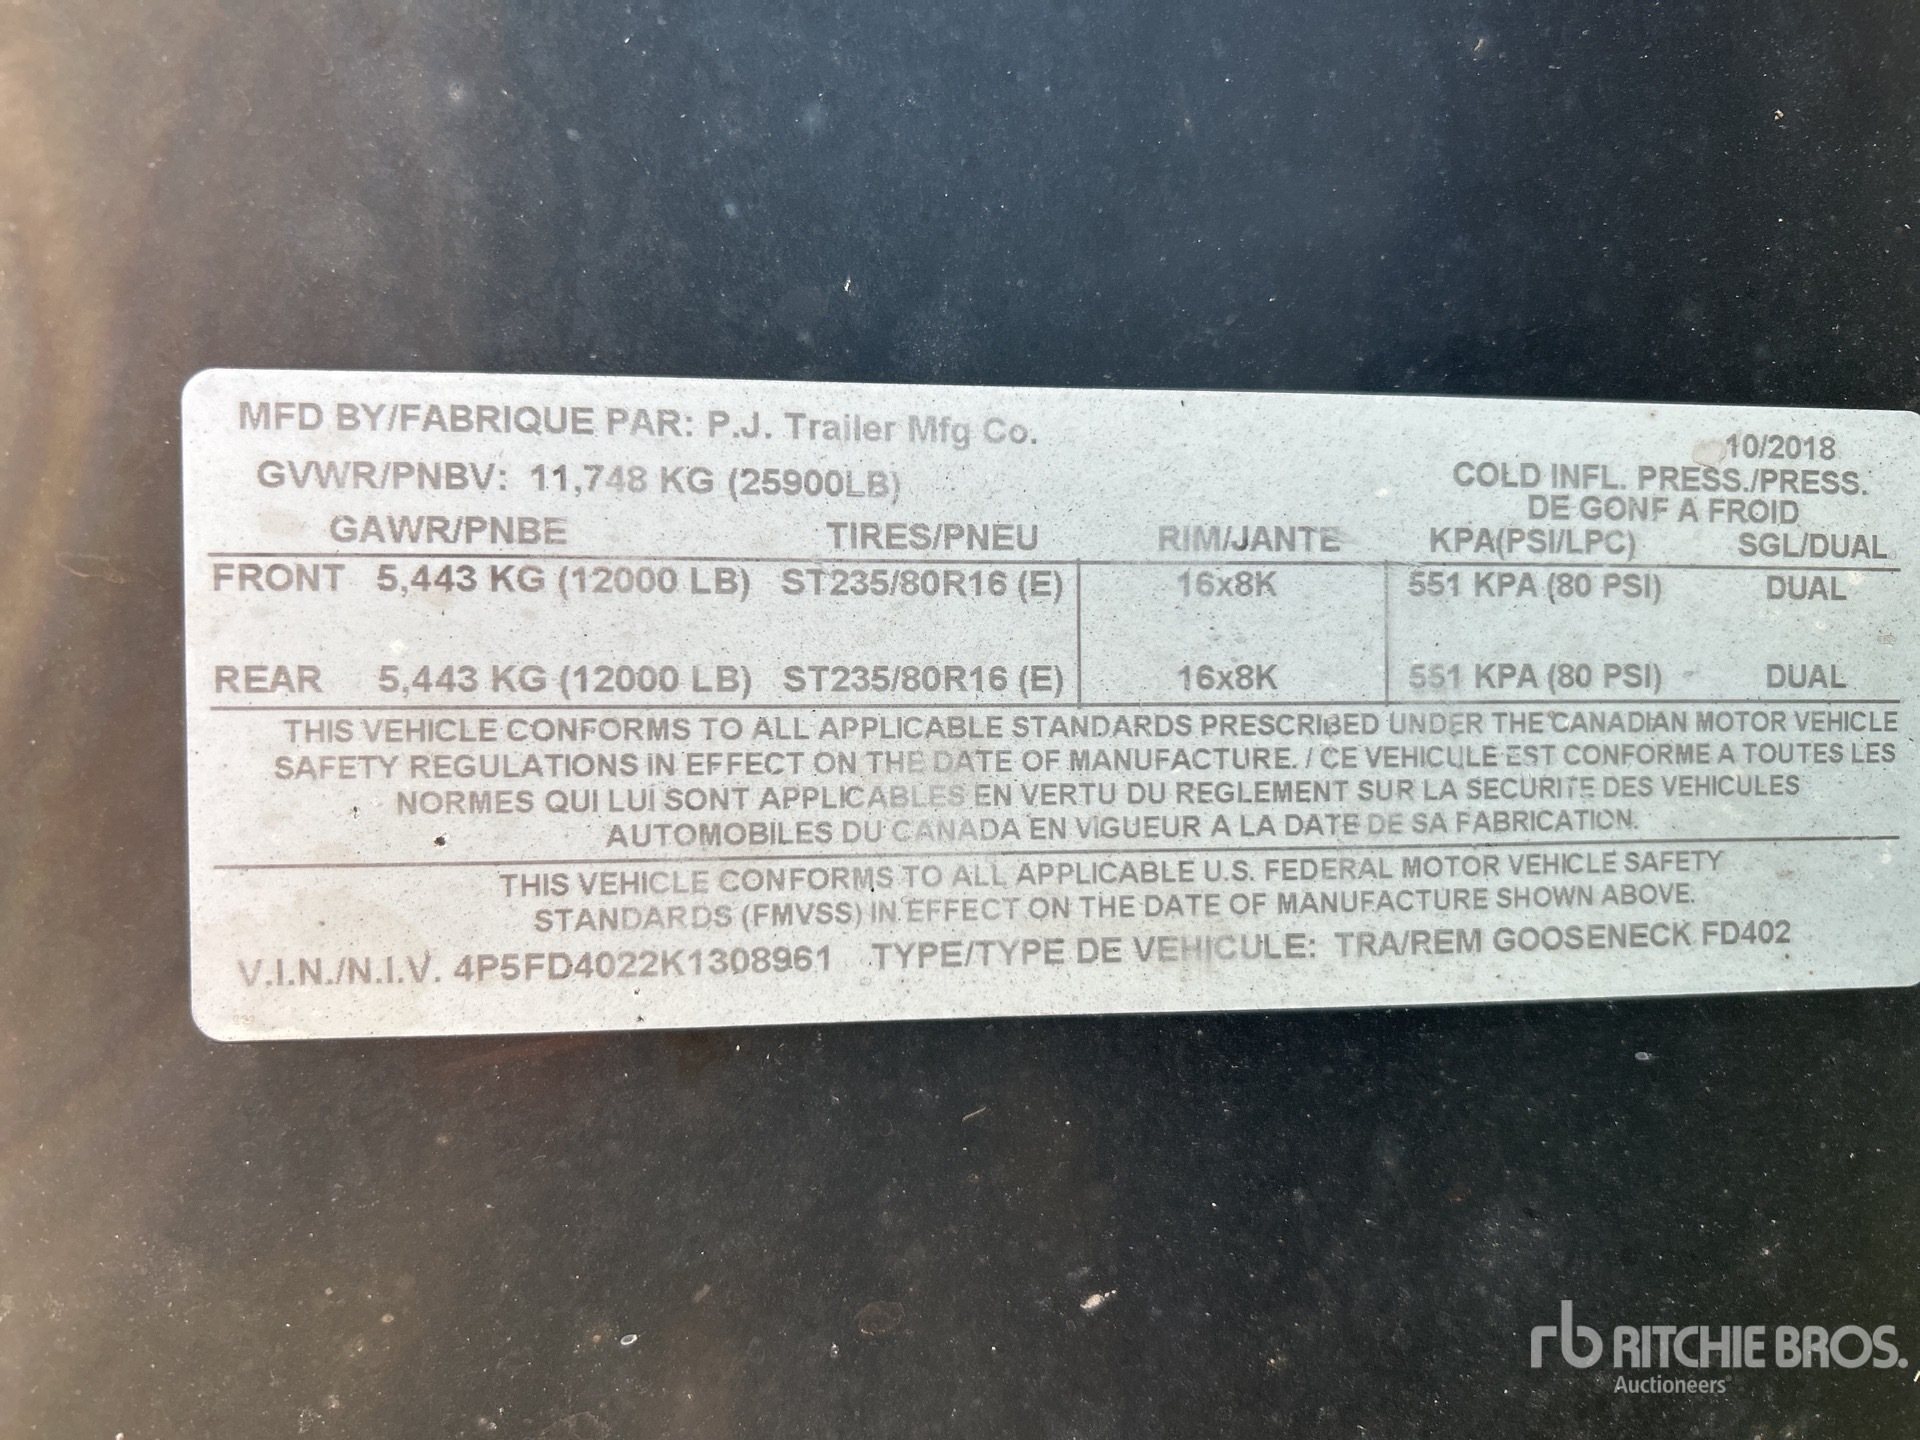 MFD BY/FABRIQUE PAR: P.J. Trailer Mfg Co.
10/2018
GVWR/PNBV: 11,748 KG (25900LB)
COLD INFL. PRESS./PRESS.
DE GONF A FROID
GAWR/PNBE TIRES/PNEU RIM/JANTE KPA(PSI/LPC) SGL/DUAL
FRONT 5,443 KG (12000 LB) ST235/80R16 (E) 16x8K 551 KPA (80 PSI) DUAL
REAR 5,443 KG (12000 LB) ST235/80R16 (E) 16x8K 551 KPA (80 PSI) DUAL
THIS VEHICLE CONFORMS TO ALL APPLICABLE STANDARDS PRESCRIBED UNDER THE CANADIAN MOTOR VEHICLE
SAFETY REGULATIONS IN EFFECT ON THE DATE OF MANUFACTURE. / CE VEHICULE EST CONFORME A TOUTES LES
NORMES QUI LUI SONT APPLICABLES EN VERTU DU REGLEMENT SUR LA SECURITE DES VEHICULES
AUTOMOBILES DU CANADA EN VIGUEUR A LA DATE DE SA FABRICATION.
THIS VEHICLE CONFORMS TO ALL APPLICABLE U.S. FEDERAL MOTOR VEHICLE SAFETY
STANDARDS (FMVSS) IN EFFECT ON THE DATE OF MANUFACTURE SHOWN ABOVE.
V.I.N./N.I.V. 4P5FD4022K1308961 TYPE/TYPE DE VEHICULE: TRA/REM GOOSENECK FD402
rb RITCHIE BROS.
Auctioneers